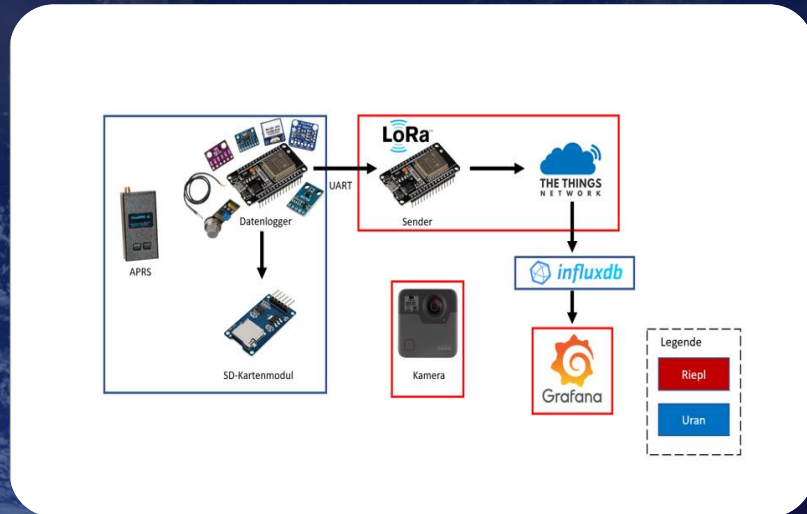 LoRa
UART
Datenlogger
Sender
THE THINGS
NETWORK
APRS
influxdb
SD-Kartenmodul
Kamera
Grafana
Legende
Riepl
Uran